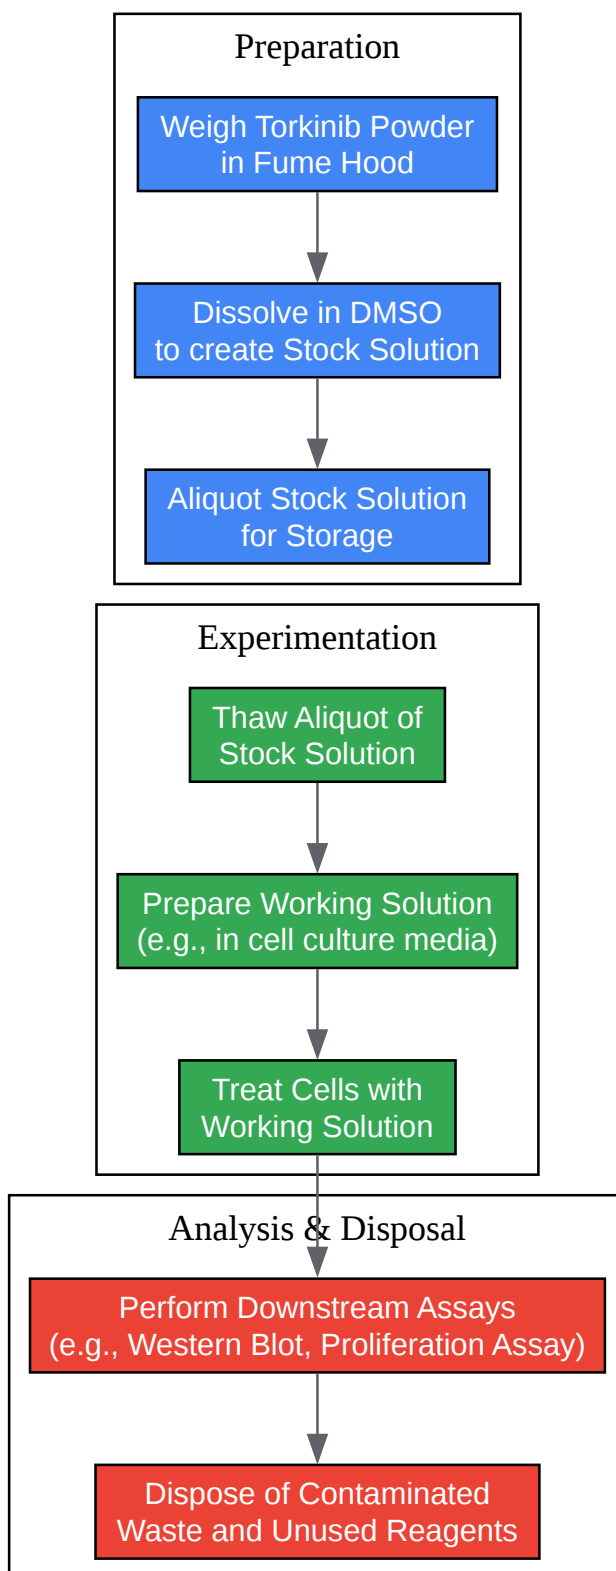 Preparation
Weigh Torkinib Powder
in Fume Hood
Dissolve in DMSO
to create Stock Solution
Aliquot Stock Solution
for Storage
Experimentation
Thaw Aliquot of
Stock Solution
Prepare Working Solution
(e.g., in cell culture media)
Treat Cells with
Working Solution
Analysis & Disposal
Perform Downstream Assays
(e.g., Western Blot, Proliferation Assay)
Dispose of Contaminated
Waste and Unused Reagents